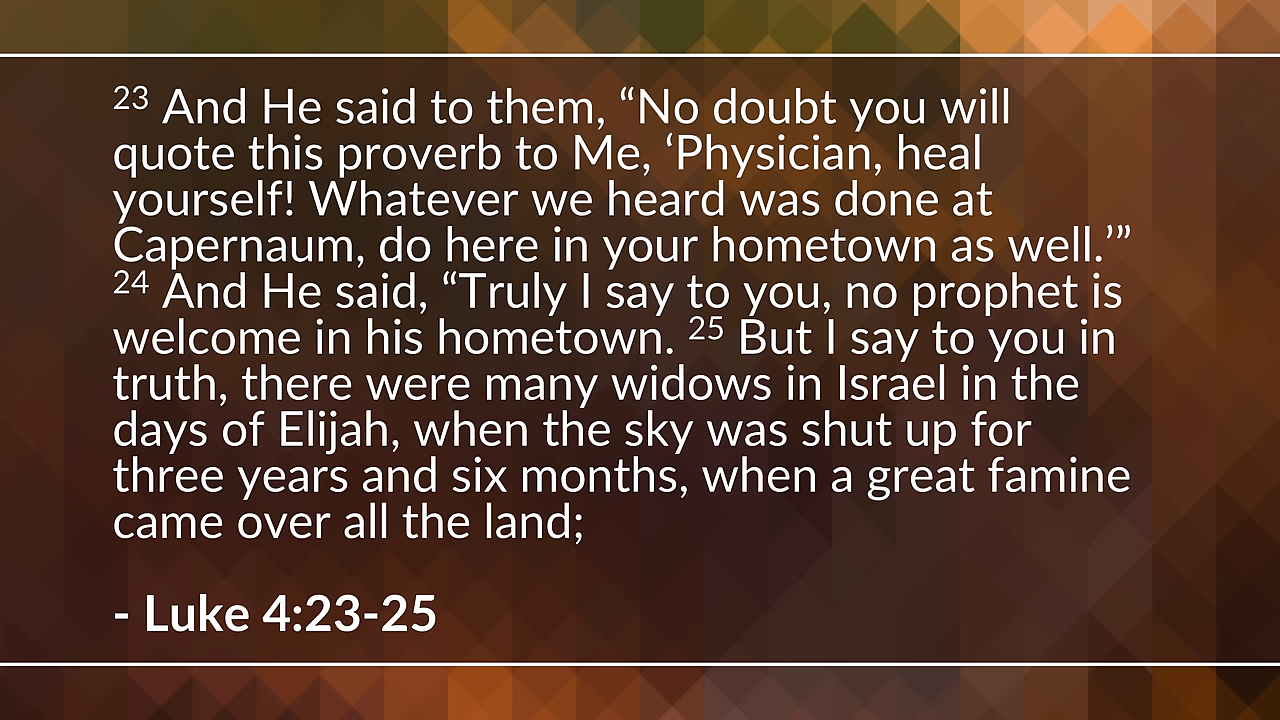 23 And He said to them, “No doubt you will
quote this proverb to Me, ‘Physician, heal
yourself! Whatever we heard was done at
Capernaum, do here in your hometown as well.’”
24 And He said, “Truly I say to you, no prophet is
welcome in his hometown. 25 But I say to you in
truth, there were many widows in Israel in the
days of Elijah, when the sky was shut up for
three years and six months, when a great famine
came over all the land;
- Luke 4:23-25